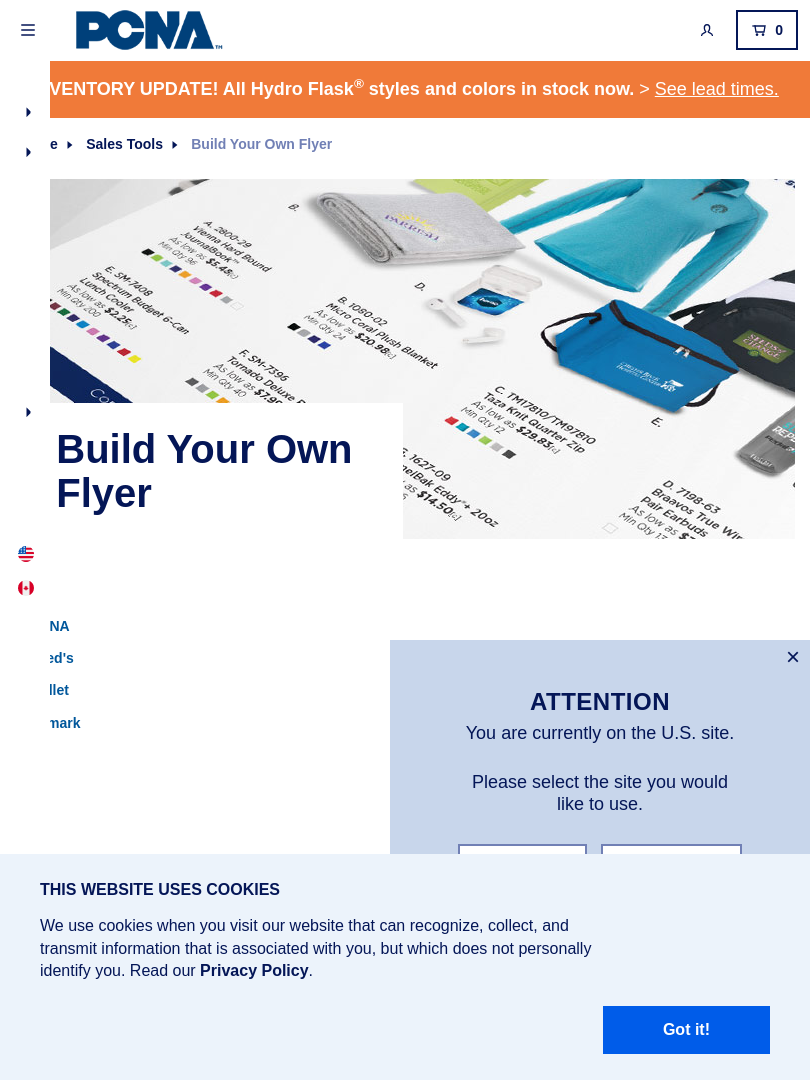 PCNA™
0
VENTORY UPDATE! All Hydro Flask® styles and colors in stock now. > See lead times.
e Sales Tools Build Your Own Flyer
B.
A. 2800-29
Vienna Hard Bound
JournalBook™
As low as $5.45[c]
Min Qty 96
D.
E. SM-7408
Spectrum Budget 6-Can
Lunch Cooler
As low as $2.25[c]
Min Qty 200
B. 1080-02
Micro Coral Plush Blanket
As low as $20.98[c]
Min Qty 24
F. SM-7396
Tornado Deluxe
As low as $7.9
Min Qty 40
C. TM17810/TM97810
Taza Knit Quarter Zip
As low as $29.83[c]
Min Qty 12
E.
1627-09
elBak Eddy®+ 20oz
as $14.50[c]
D. 7198-63
Braavos True Wir
Pair Earbuds
As low as
Build Your Own
Flyer
NA
ed's
llet
mark
×
ATTENTION
You are currently on the U.S. site.
Please select the site you would
like to use.
THIS WEBSITE USES COOKIES
We use cookies when you visit our website that can recognize, collect, and
transmit information that is associated with you, but which does not personally
identify you. Read our Privacy Policy.
Got it!